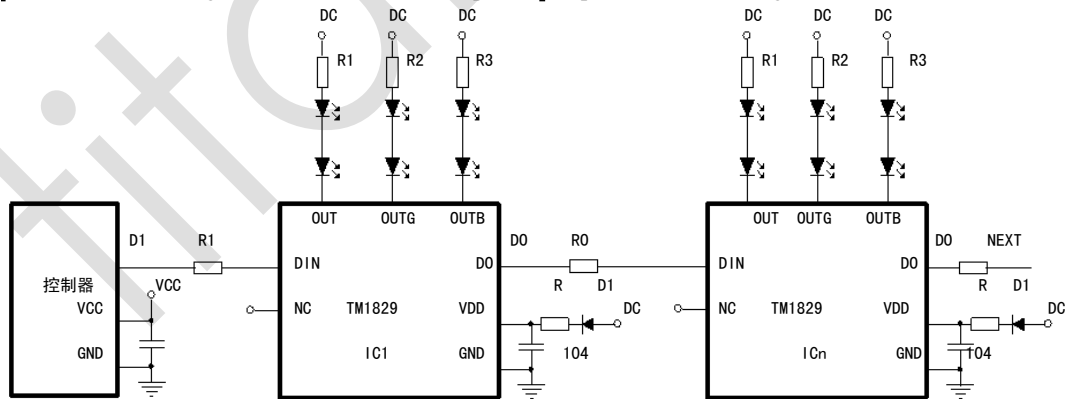 DC DC DC DC DC DC
R1 R2 R3 R1 R2 R3
OUT OUTG OUTB OUT OUTG OUTB
D1 R1 DO RO DO NEXT
DIN DO DIN DO
控制器 VCC R D1 R D1
VCC NC TM1829 VDD DC NC TM1829 VDD DC
GND IC1 GND 104 ICn GND 104